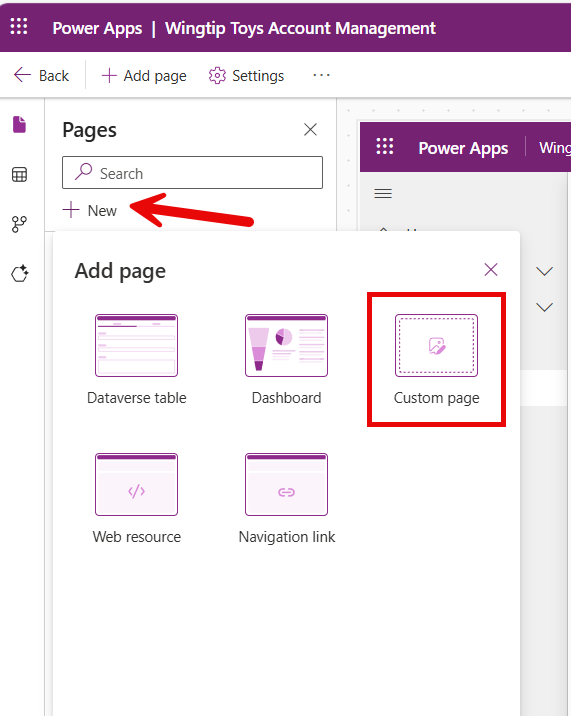 Power Apps | Wingtip Toys Account Management
Back
Add page
Settings
Pages
Search
New
Power Apps
Add page
Dataverse table
Dashboard
Custom page
Web resource
Navigation link